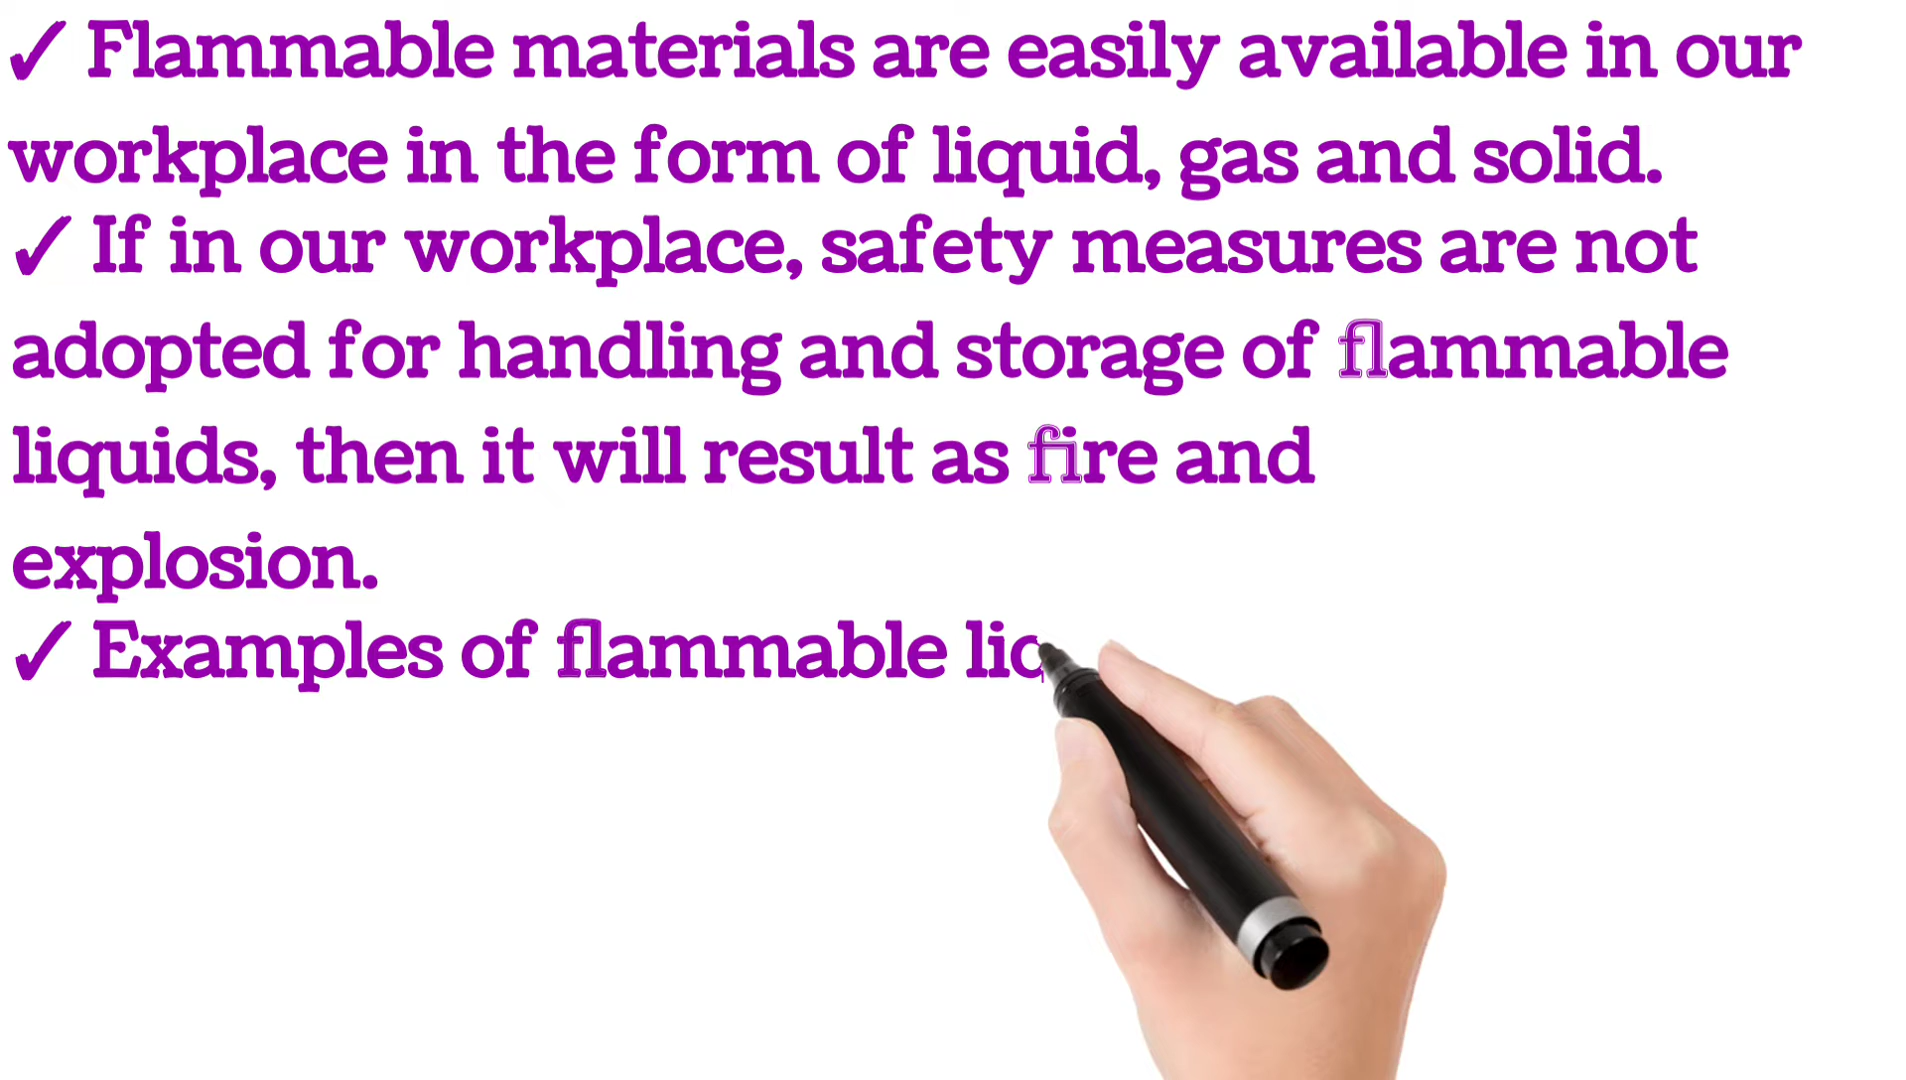 ✓ Flammable materials are easily available in our
workplace in the form of liquid, gas and solid.
✓ If in our workplace, safety measures are not
adopted for handling and storage of flammable
liquids, then it will result as fire and
explosion.
✓ Examples of flammable liq